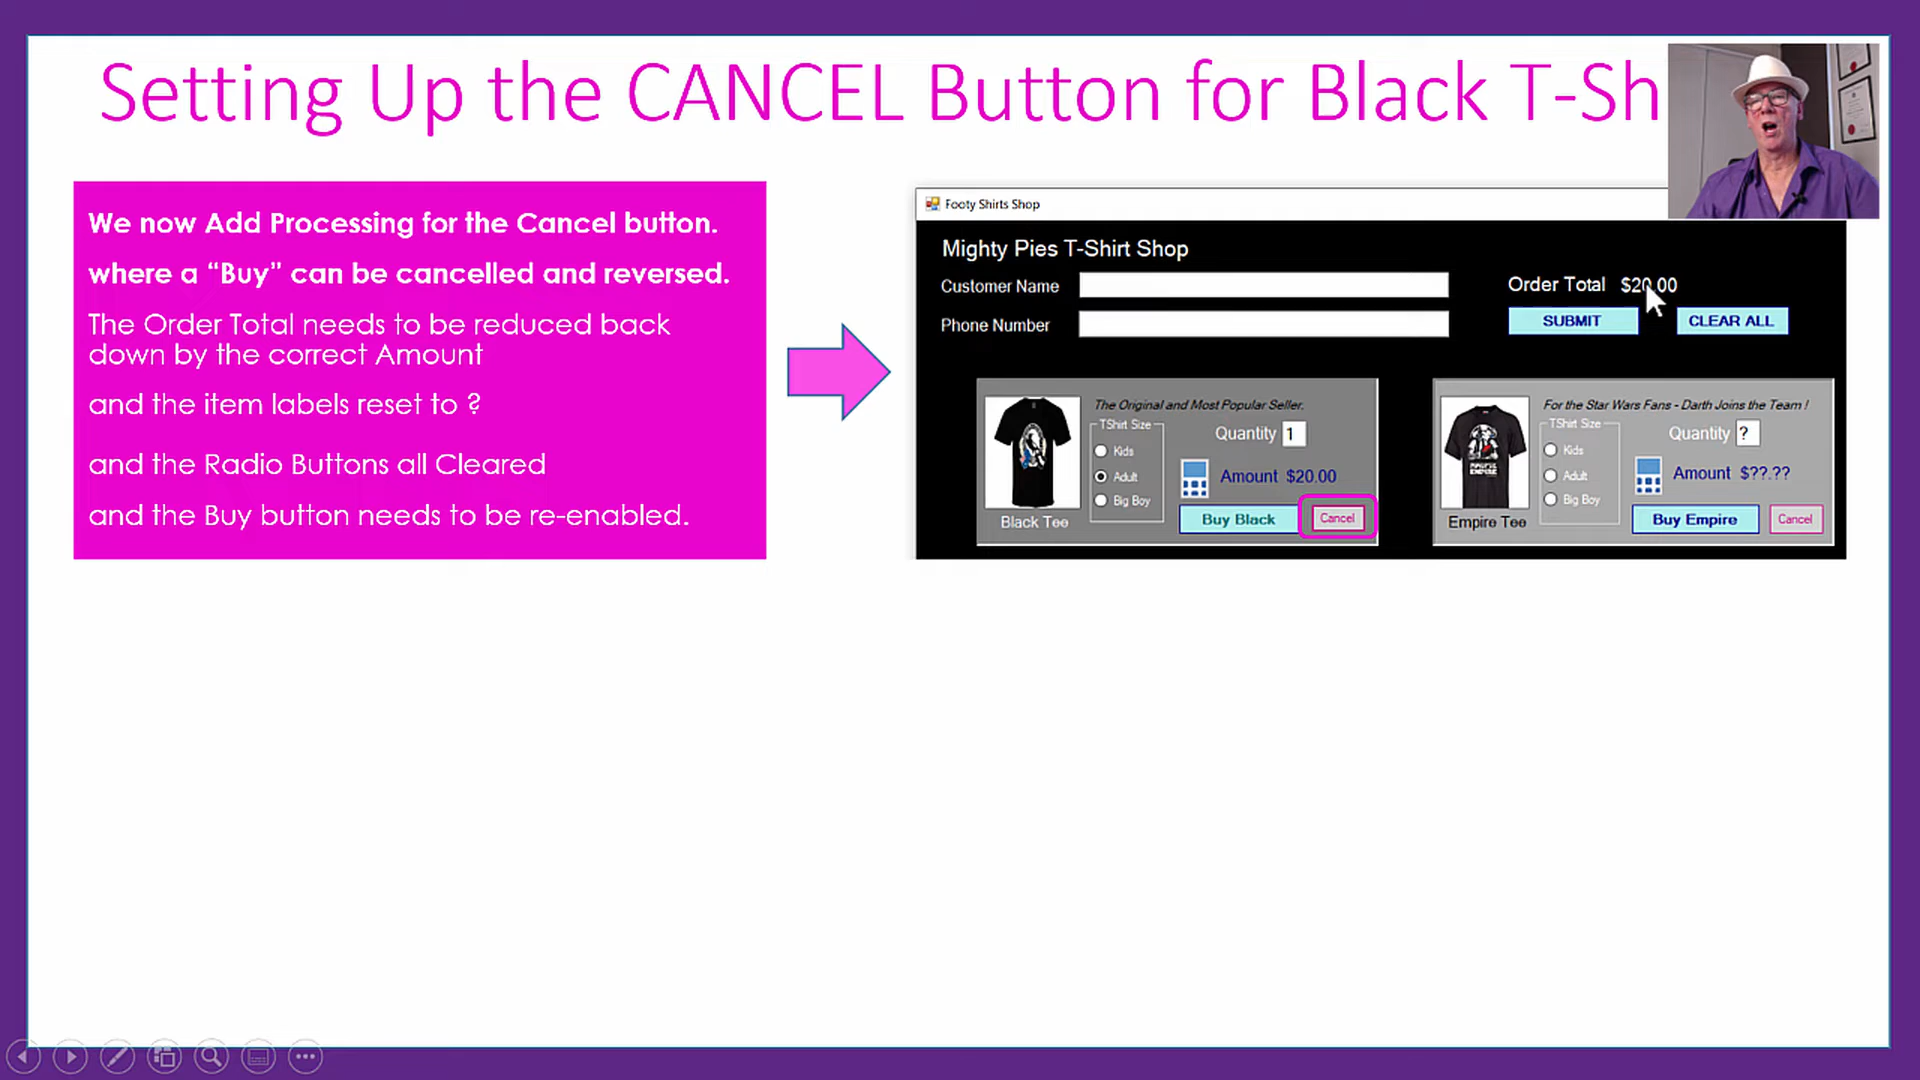 Setting Up the CANCEL Button for Black T-Sh
We now Add Processing for the Cancel button.
where a “Buy” can be cancelled and reversed.
The Order Total needs to be reduced back
down by the correct Amount
and the item labels reset to ?
and the Radio Buttons all Cleared
and the Buy button needs to be re-enabled.
Footy Shirts Shop
Mighty Pies T-Shirt Shop
Customer Name
Phone Number
Order Total $20.00
SUBMIT
CLEAR ALL
The Original and Most Popular Seller.
TShirt Size
Kids
Adult
Big Boy
Quantity 1
Amount $20.00
Black Tee
Buy Black
Cancel
For the Star Wars Fans - Darth Joins the Team !
TShirt Size
Kids
Adult
Big Boy
Quantity ?
Amount $??.??
Empire Tee
Buy Empire
Cancel